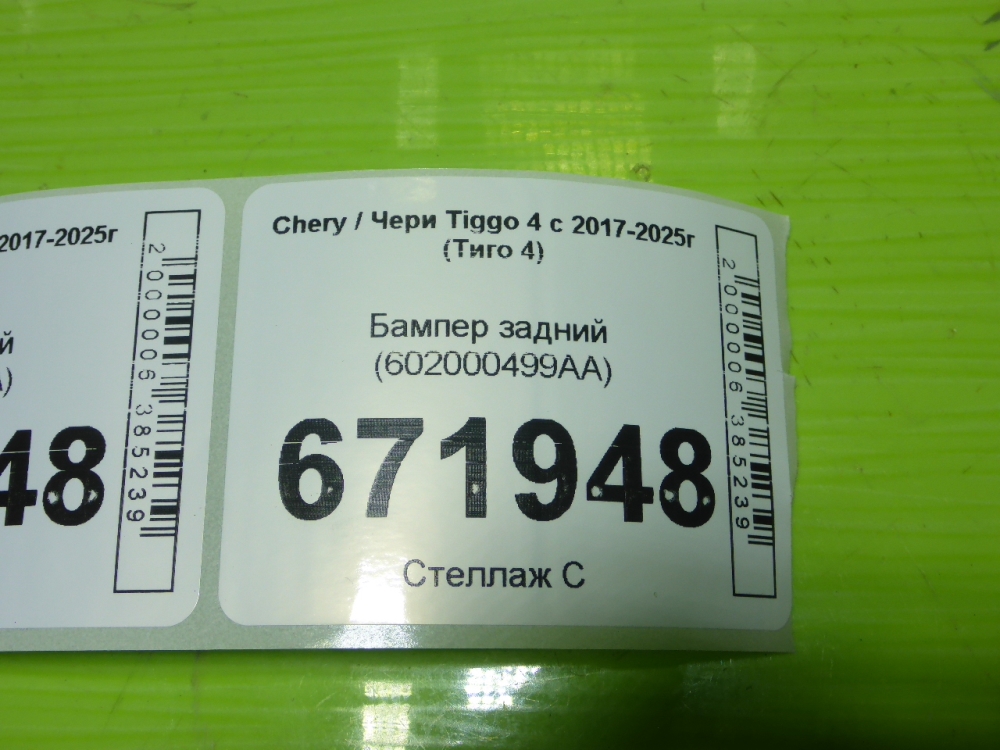 2017-2025г
й
)
48
2000006385239
Chery / Чери Tiggo 4 с 2017-2025г
(Тиго 4)
Бампер задний
(602000499AA)
671948
Стеллаж С
2000006385239